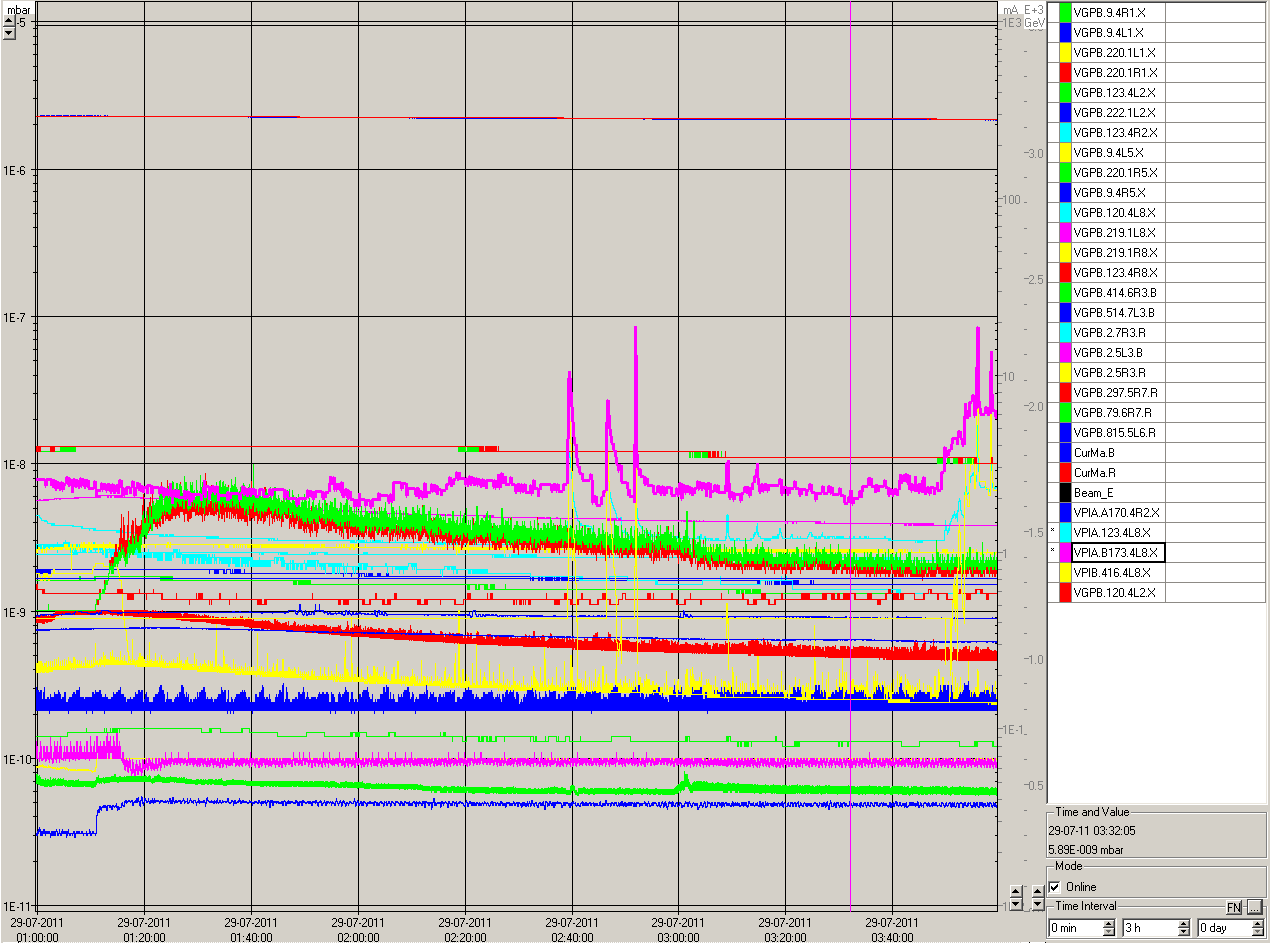 mbar
-5
1E-6
1E-7
1E-8
1E-9
1E-10
1E-11
mA E+3
1E3 GeV
3.0
100
2.5
10
2.0
1.5
1
1.0
1E-1
0.5
29-07-2011 29-07-2011 29-07-2011 29-07-2011 29-07-2011 29-07-2011 29-07-2011 29-07-2011 29-07-2011
01:00:00 01:20:00 01:40:00 02:00:00 02:20:00 02:40:00 03:00:00 03:20:00 03:40:00
VGPB.9.4R1.X
VGPB.9.4L1.X
VGPB.220.1L1.X
VGPB.220.1R1.X
VGPB.123.4L2.X
VGPB.222.1L2.X
VGPB.123.4R2.X
VGPB.9.4L5.X
VGPB.220.1R5.X
VGPB.9.4R5.X
VGPB.120.4L8.X
VGPB.219.1L8.X
VGPB.219.1R8.X
VGPB.123.4R8.X
VGPB.414.6R3.B
VGPB.514.7L3.B
VGPB.2.7R3.R
VGPB.2.5L3.B
VGPB.2.5R3.R
VGPB.297.5R7.R
VGPB.79.6R7.R
VGPB.815.5L6.R
CurMa.B
CurMa.R
Beam_E
VPIA.A170.4R2.X
* VPIA.123.4L8.X
* VPIA.B173.4L8.X
VPIB.416.4L8.X
VGPB.120.4L2.X
Time and Value
29-07-11 03:32:05
5.89E-009 mbar
Mode
Online
Time Interval FN ...
0 min 3 h 0 day